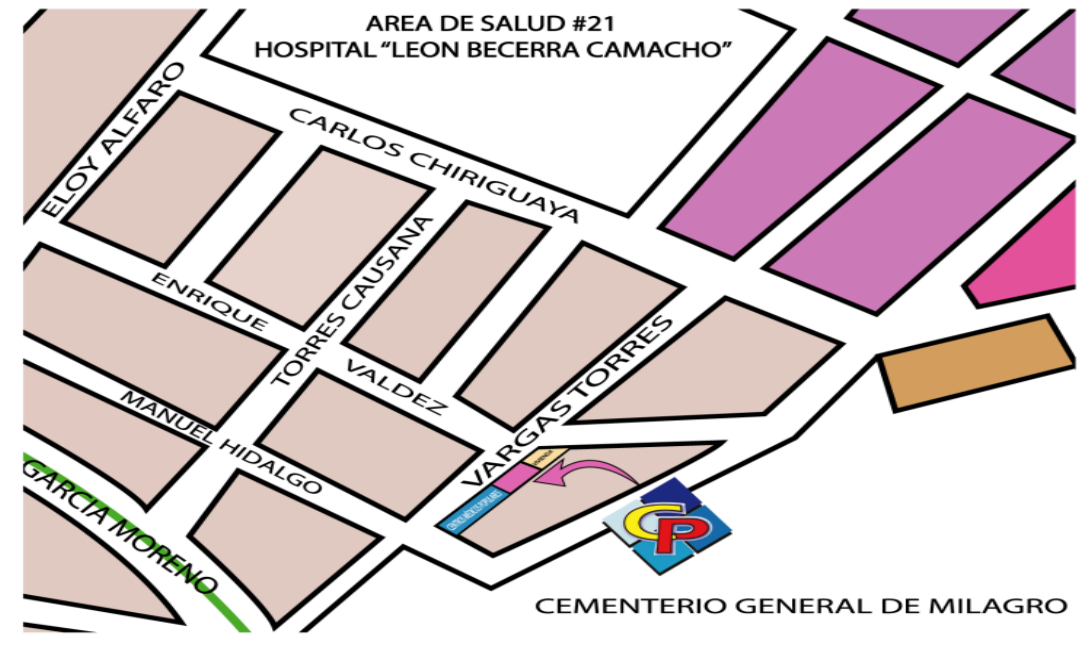 AREA DE SALUD #21
HOSPITAL “LEON BECERRA CAMACHO”
ELOY ALFARO
CARLOS CHIRIGUAYA
ENRIQUE
VALDEZ
TORRES CAUSANA
VARGAS TORRES
MANUEL HIDALGO
GARCIA MORENO
CP
CEMENTERIO GENERAL DE MILAGRO